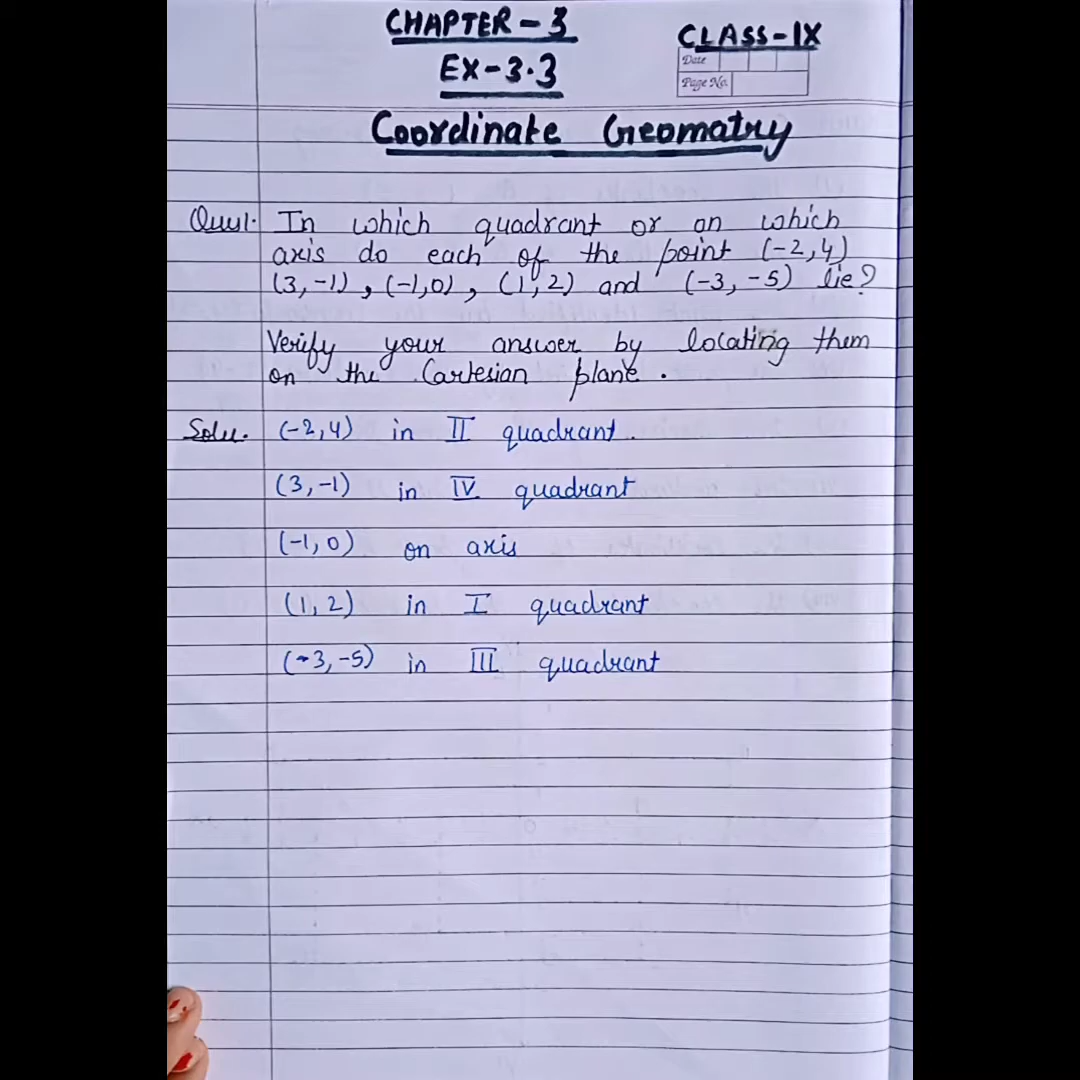 CHAPTER - 3
CLASS-IX
EX-3.3
Date
Page No.
Coordinate Geomatry
Ques1. In which quadrant or on which
axis do each of the point (-2,4)
(3,-1), (-1,0), (1,2) and (-3,-5) lie?
Verify your answer by locating them
on the Cartesian plane.
Solu. (-2,4) in II quadrant.
(3,-1) in IV quadrant
(-1,0) on axis
(1,2) in I quadrant
(-3,-5) in III quadrant